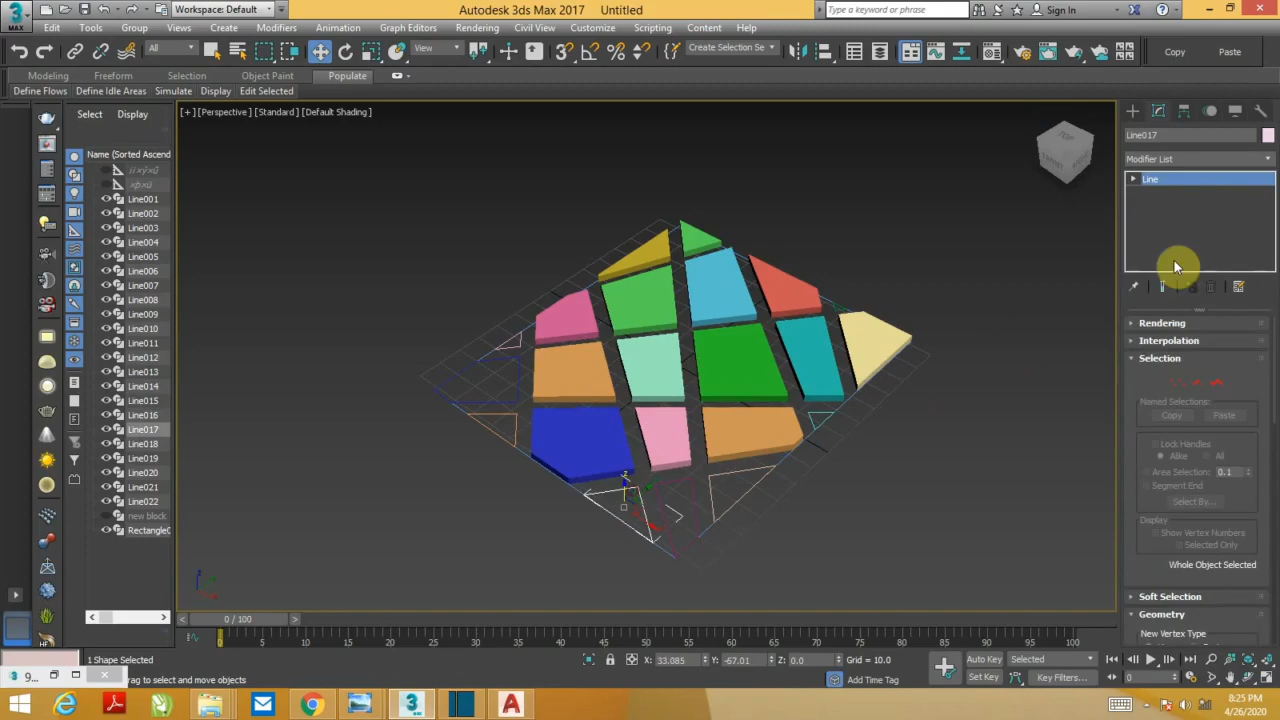 Workspace: Default
Autodesk 3ds Max 2017 Untitled
Type a keyword or phrase
Sign In
MAX
Edit Tools Group Views Create Modifiers Animation Graph Editors Rendering Civil View Customize Scripting Content Help
All
View
Create Selection Se
Copy
Paste
Modeling Freeform Selection Object Paint Populate
Define Flows Define Idle Areas Simulate Display Edit Selected
Select Display
Name (Sorted Ascend
Line001
Line002
Line003
Line004
Line005
Line006
Line007
Line008
Line009
Line010
Line011
Line012
Line013
Line014
Line015
Line016
Line017
Line018
Line019
Line020
Line021
Line022
new block
RectangleC
[+] [Perspective] [Standard] [Default Shading]
TOP
z
Line017
Modifier List
Line
Rendering
Interpolation
Selection
Named Selections:
Copy Paste
Lock Handles
Alike All
Area Selection: 0.1
Segment End
Select By...
Display
Show Vertex Numbers
Selected Only
Whole Object Selected
Soft Selection
Geometry
New Vertex Type
0 / 100
0 5 10 15 20 25 30 35 40 45 50 55 60 65 70 75 80 85 90 95 100
1 Shape Selected
X: 33.085 Y: -67.01 Z: 0.0 Grid = 10.0
Auto Key Selected
9...
drag to select and move objects
Add Time Tag
Set Key Key Filters...
0
8:25 PM
4/26/2020